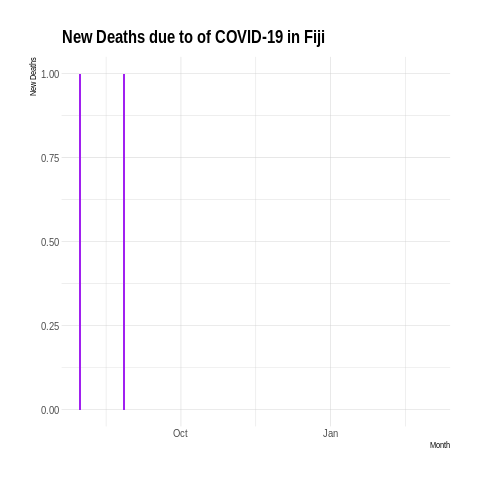 New Deaths due to of COVID-19 in Fiji
New Deaths
1.00
0.75
0.50
0.25
0.00
Oct
Jan
Month